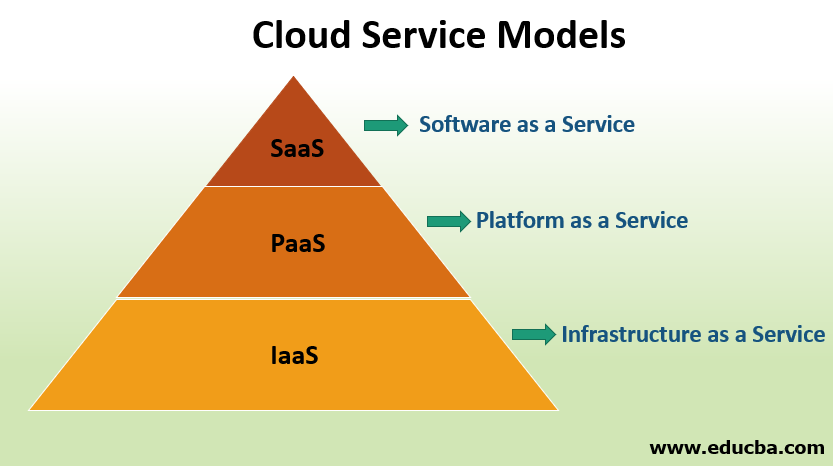 Cloud Service Models
SaaS
Software as a Service
PaaS
Platform as a Service
IaaS
Infrastructure as a Service
www.educba.com